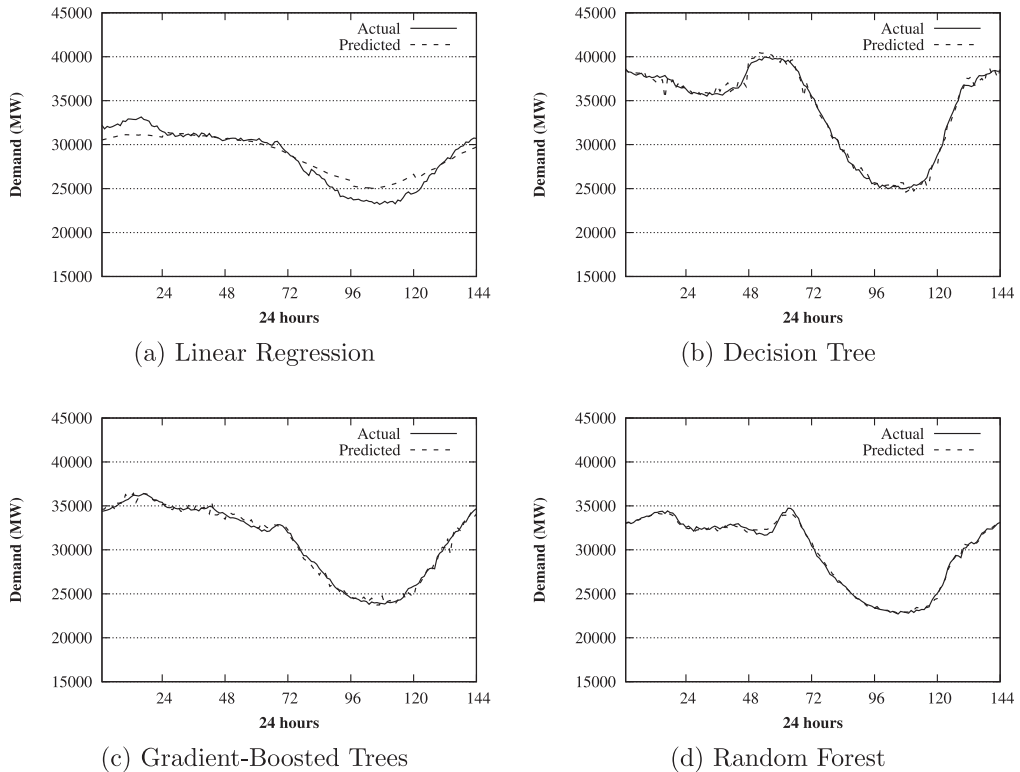 45000
40000
35000
30000
25000
20000
15000
Demand (MW)
Actual
Predicted
24 48 72 96 120 144
24 hours
(a) Linear Regression
45000
40000
35000
30000
25000
20000
15000
Demand (MW)
Actual
Predicted
24 48 72 96 120 144
24 hours
(b) Decision Tree
45000
40000
35000
30000
25000
20000
15000
Demand (MW)
Actual
Predicted
24 48 72 96 120 144
24 hours
(c) Gradient-Boosted Trees
45000
40000
35000
30000
25000
20000
15000
Demand (MW)
Actual
Predicted
24 48 72 96 120 144
24 hours
(d) Random Forest